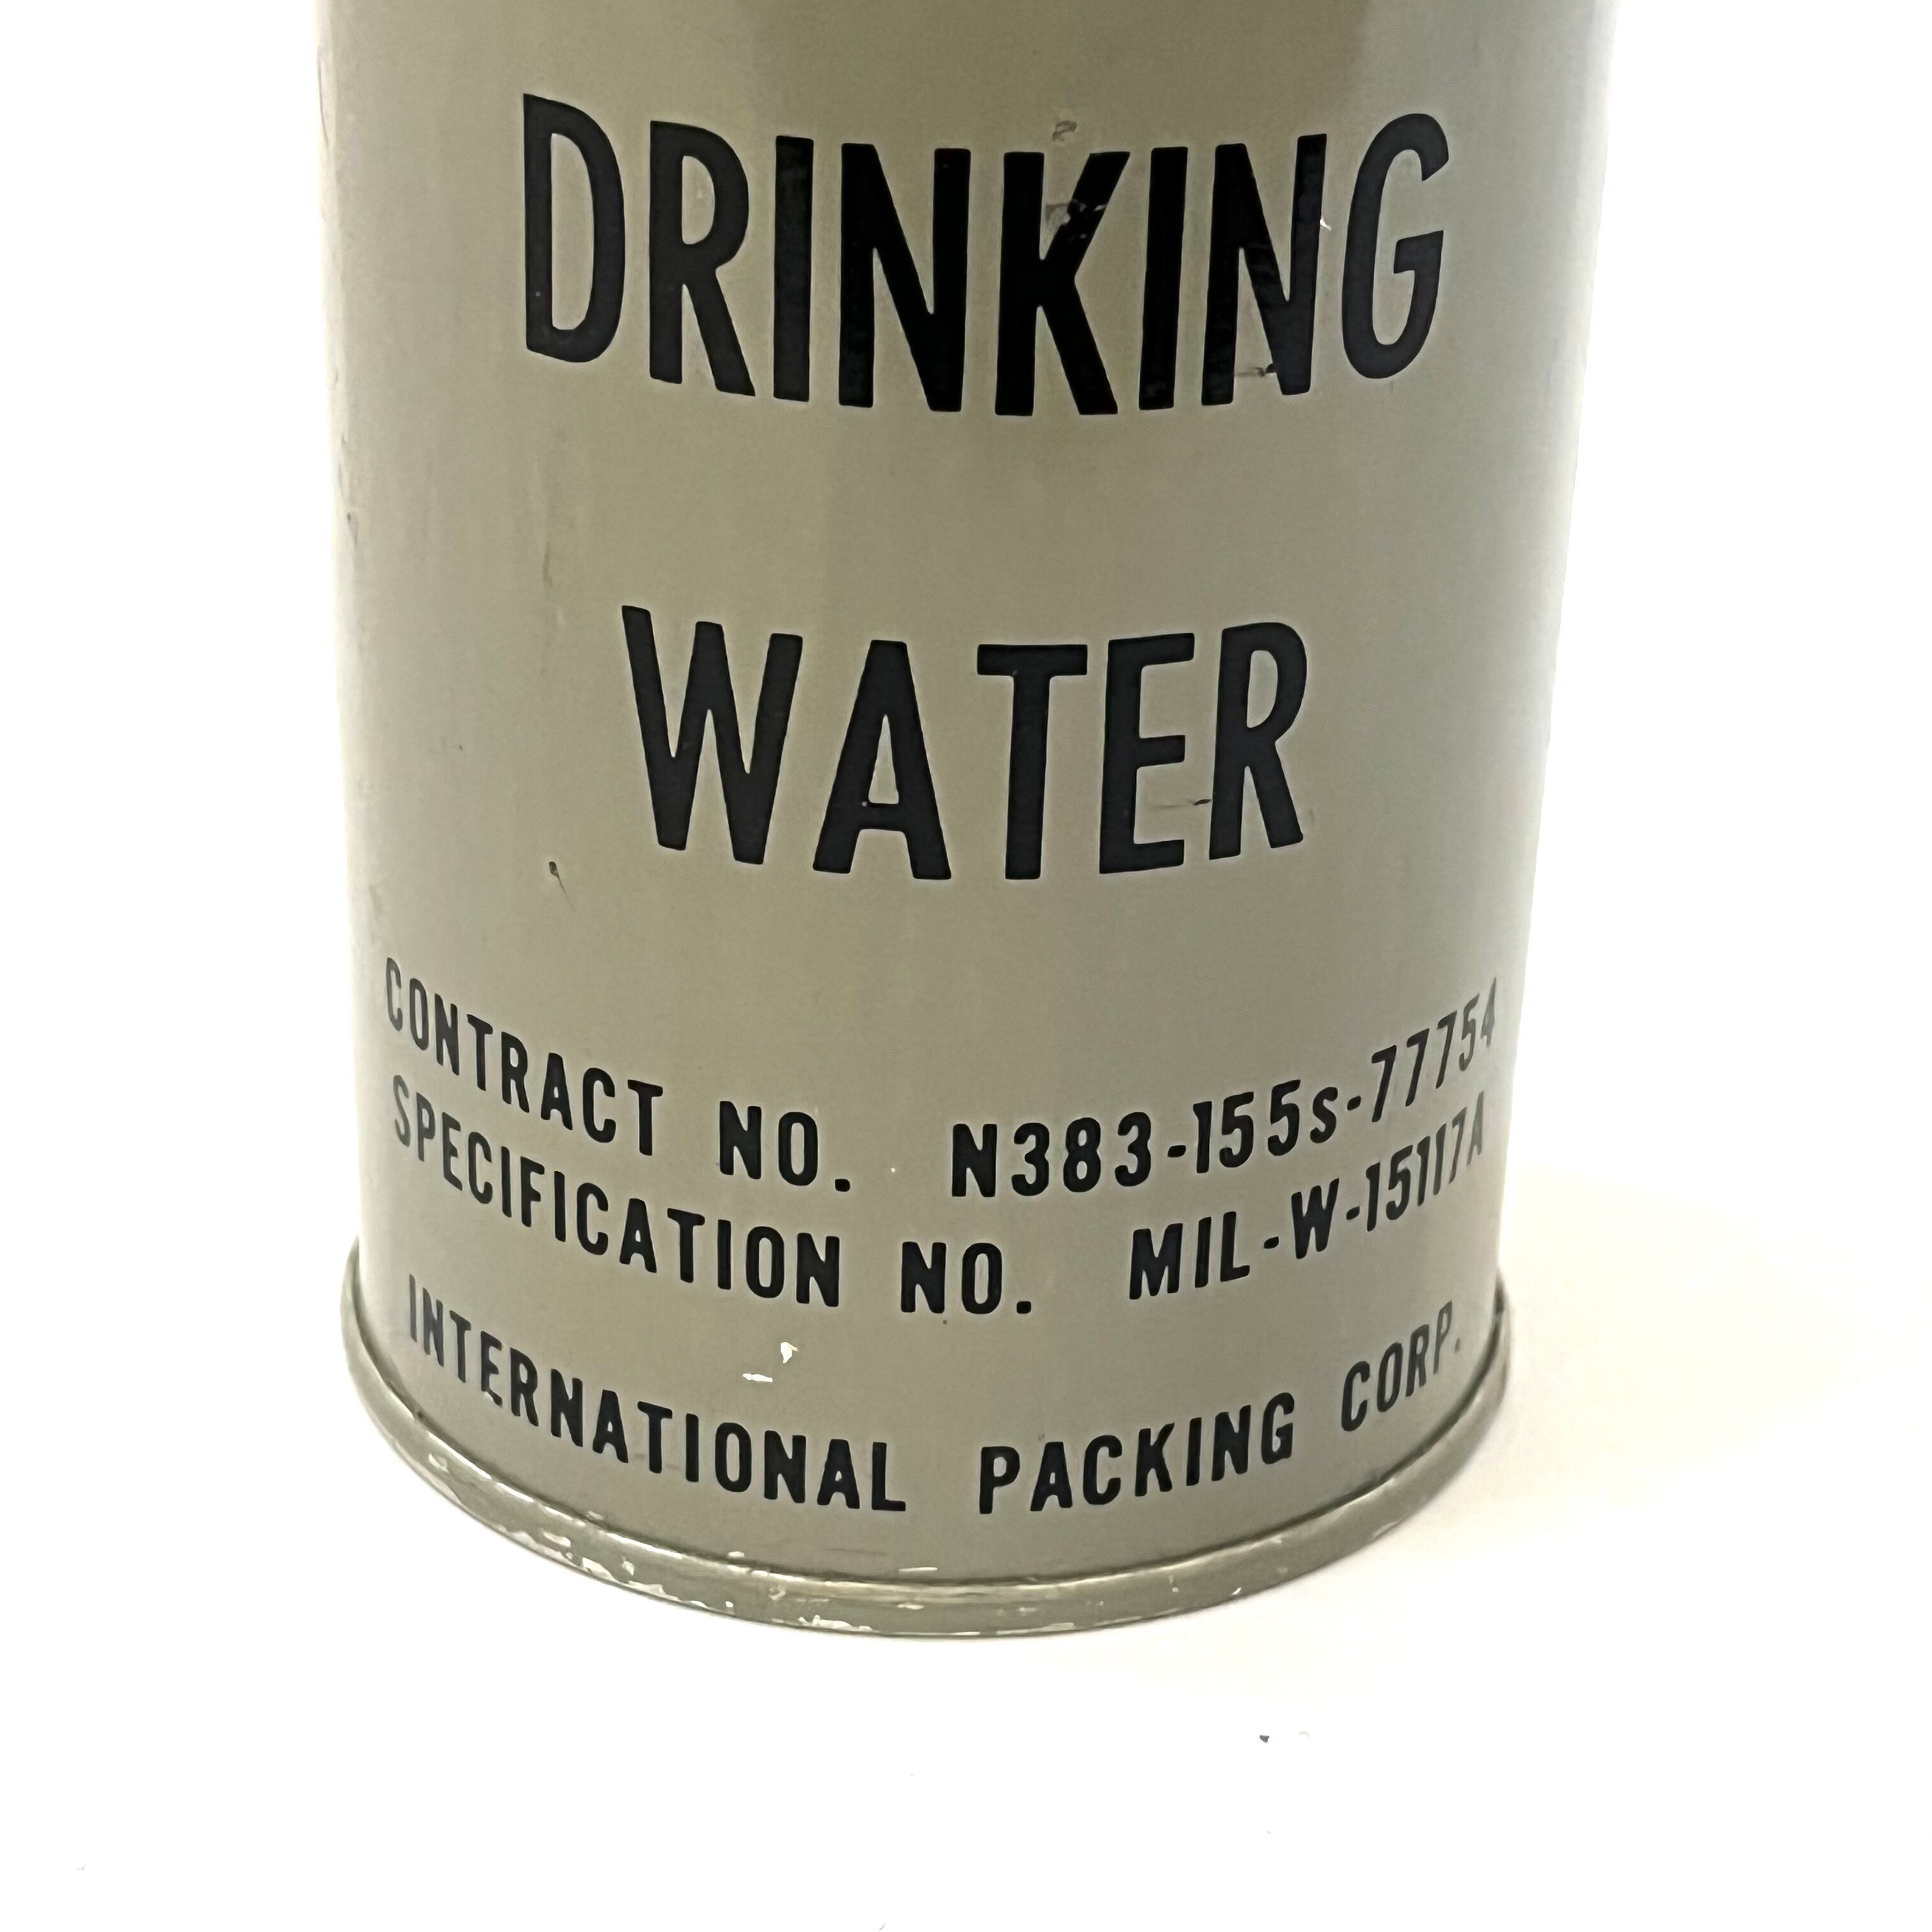 DRINKING
WATER
CONTRACT NO. N383-155s-77754
SPECIFICATION NO. MIL-W-15117A
INTERNATIONAL PACKING CORP.